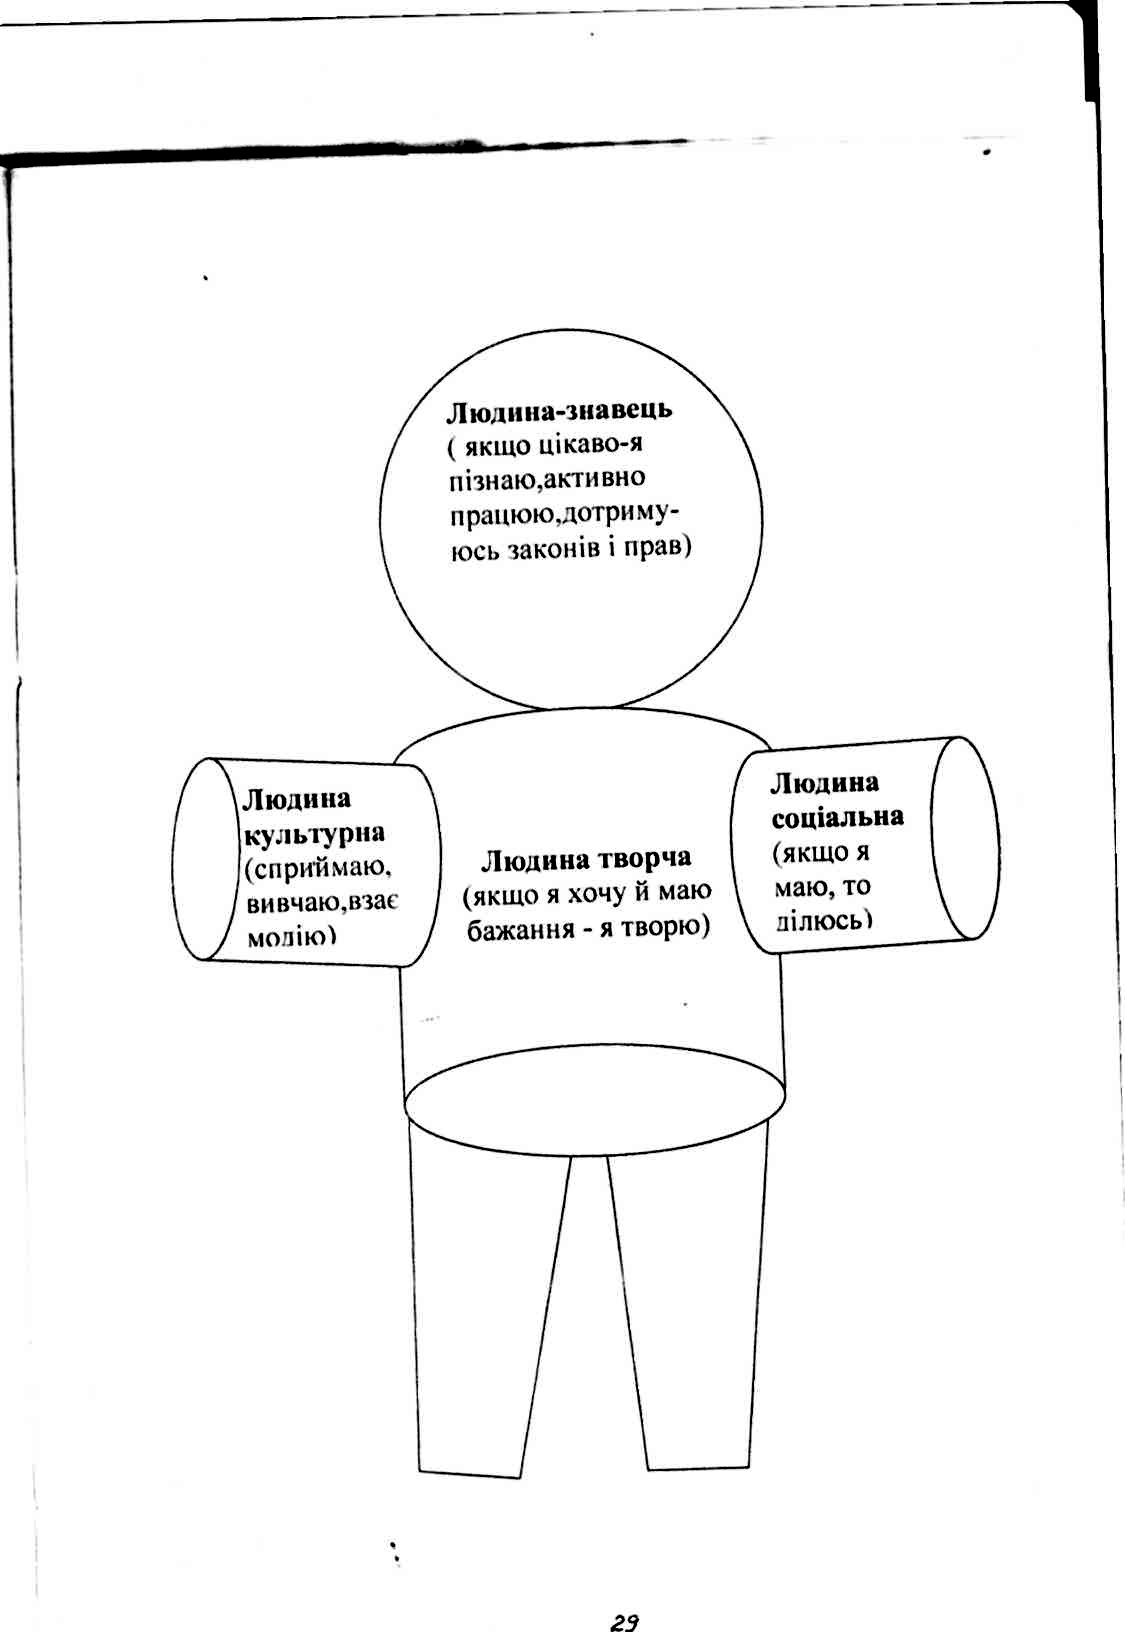 Людина-знавець
( якщо цікаво-я
пізнаю,активно
працюю,дотриму-
юсь законів і прав)
Людина
культурна
(сприймаю,
вивчаю,взає
модію)
Людина творча
(якщо я хочу й маю
бажання - я творю)
Людина
соціальна
(якщо я
маю, то
ділюсь)
29